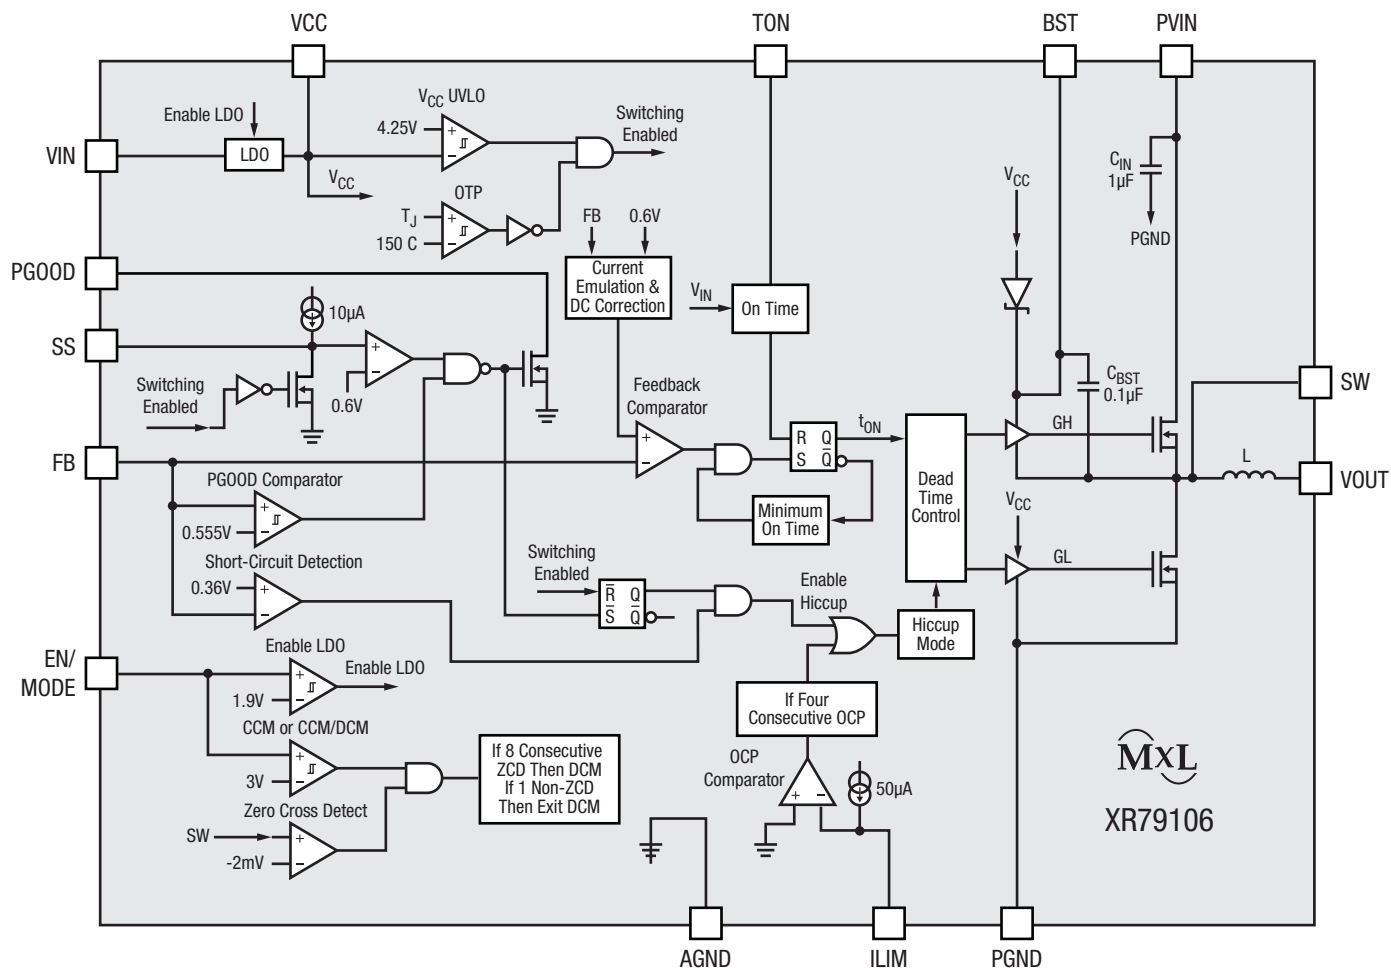 VCC
TON
BST
PVIN
Enable LDO
VCC UVLO
4.25V
Switching
Enabled
VIN
LDO
VCC
OTP
TJ
150 C
CIN
1µF
PGND
VCC
FB
0.6V
PGOOD
Current
Emulation &
DC Correction
VIN
On Time
10µA
SS
Switching
Enabled
0.6V
Feedback
Comparator
CBST
0.1µF
SW
tON
GH
R Q
S Q̅
FB
PGOOD Comparator
0.555V
Minimum
On Time
Dead
Time
Control
L
VOUT
VCC
Short-Circuit Detection
0.36V
Switching
Enabled
R̅ Q
S̅ Q̅
Enable
Hiccup
GL
Hiccup
Mode
EN/
MODE
Enable LDO
Enable LDO
1.9V
If Four
Consecutive OCP
CCM or CCM/DCM
3V
If 8 Consecutive
ZCD Then DCM
If 1 Non-ZCD
Then Exit DCM
OCP
Comparator
50µA
MxL
XR79106
Zero Cross Detect
SW
-2mV
AGND
ILIM
PGND